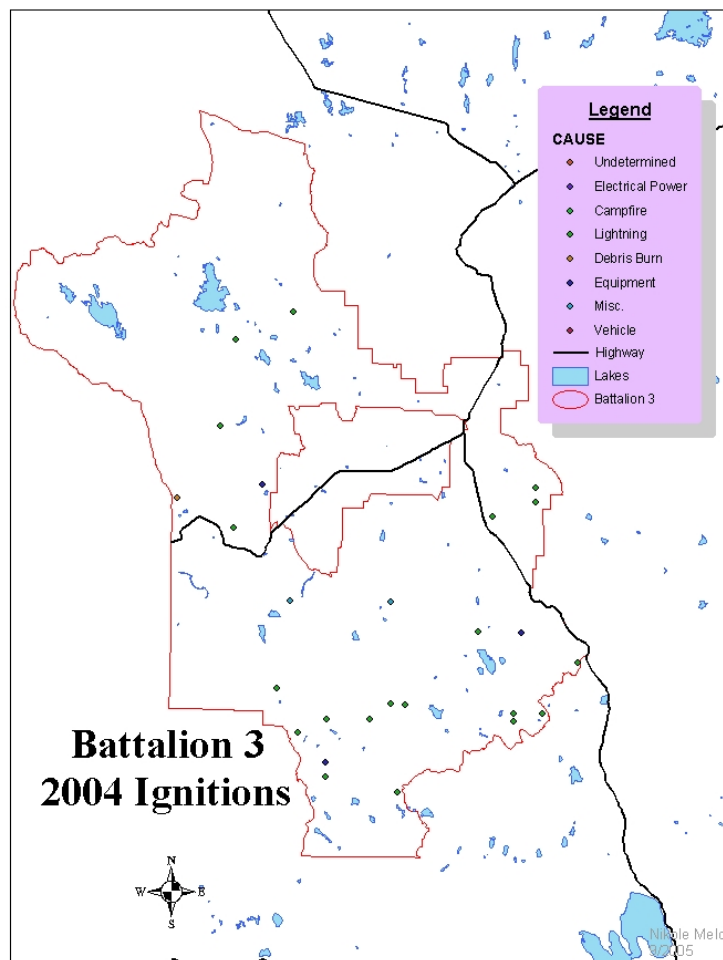 Legend
CAUSE
Undetermined
Electrical Power
Campfire
Lightning
Debris Burn
Equipment
Misc.
Vehicle
Highway
Lakes
Battalion 3
Battalion 3
2004 Ignitions
N
W E
S